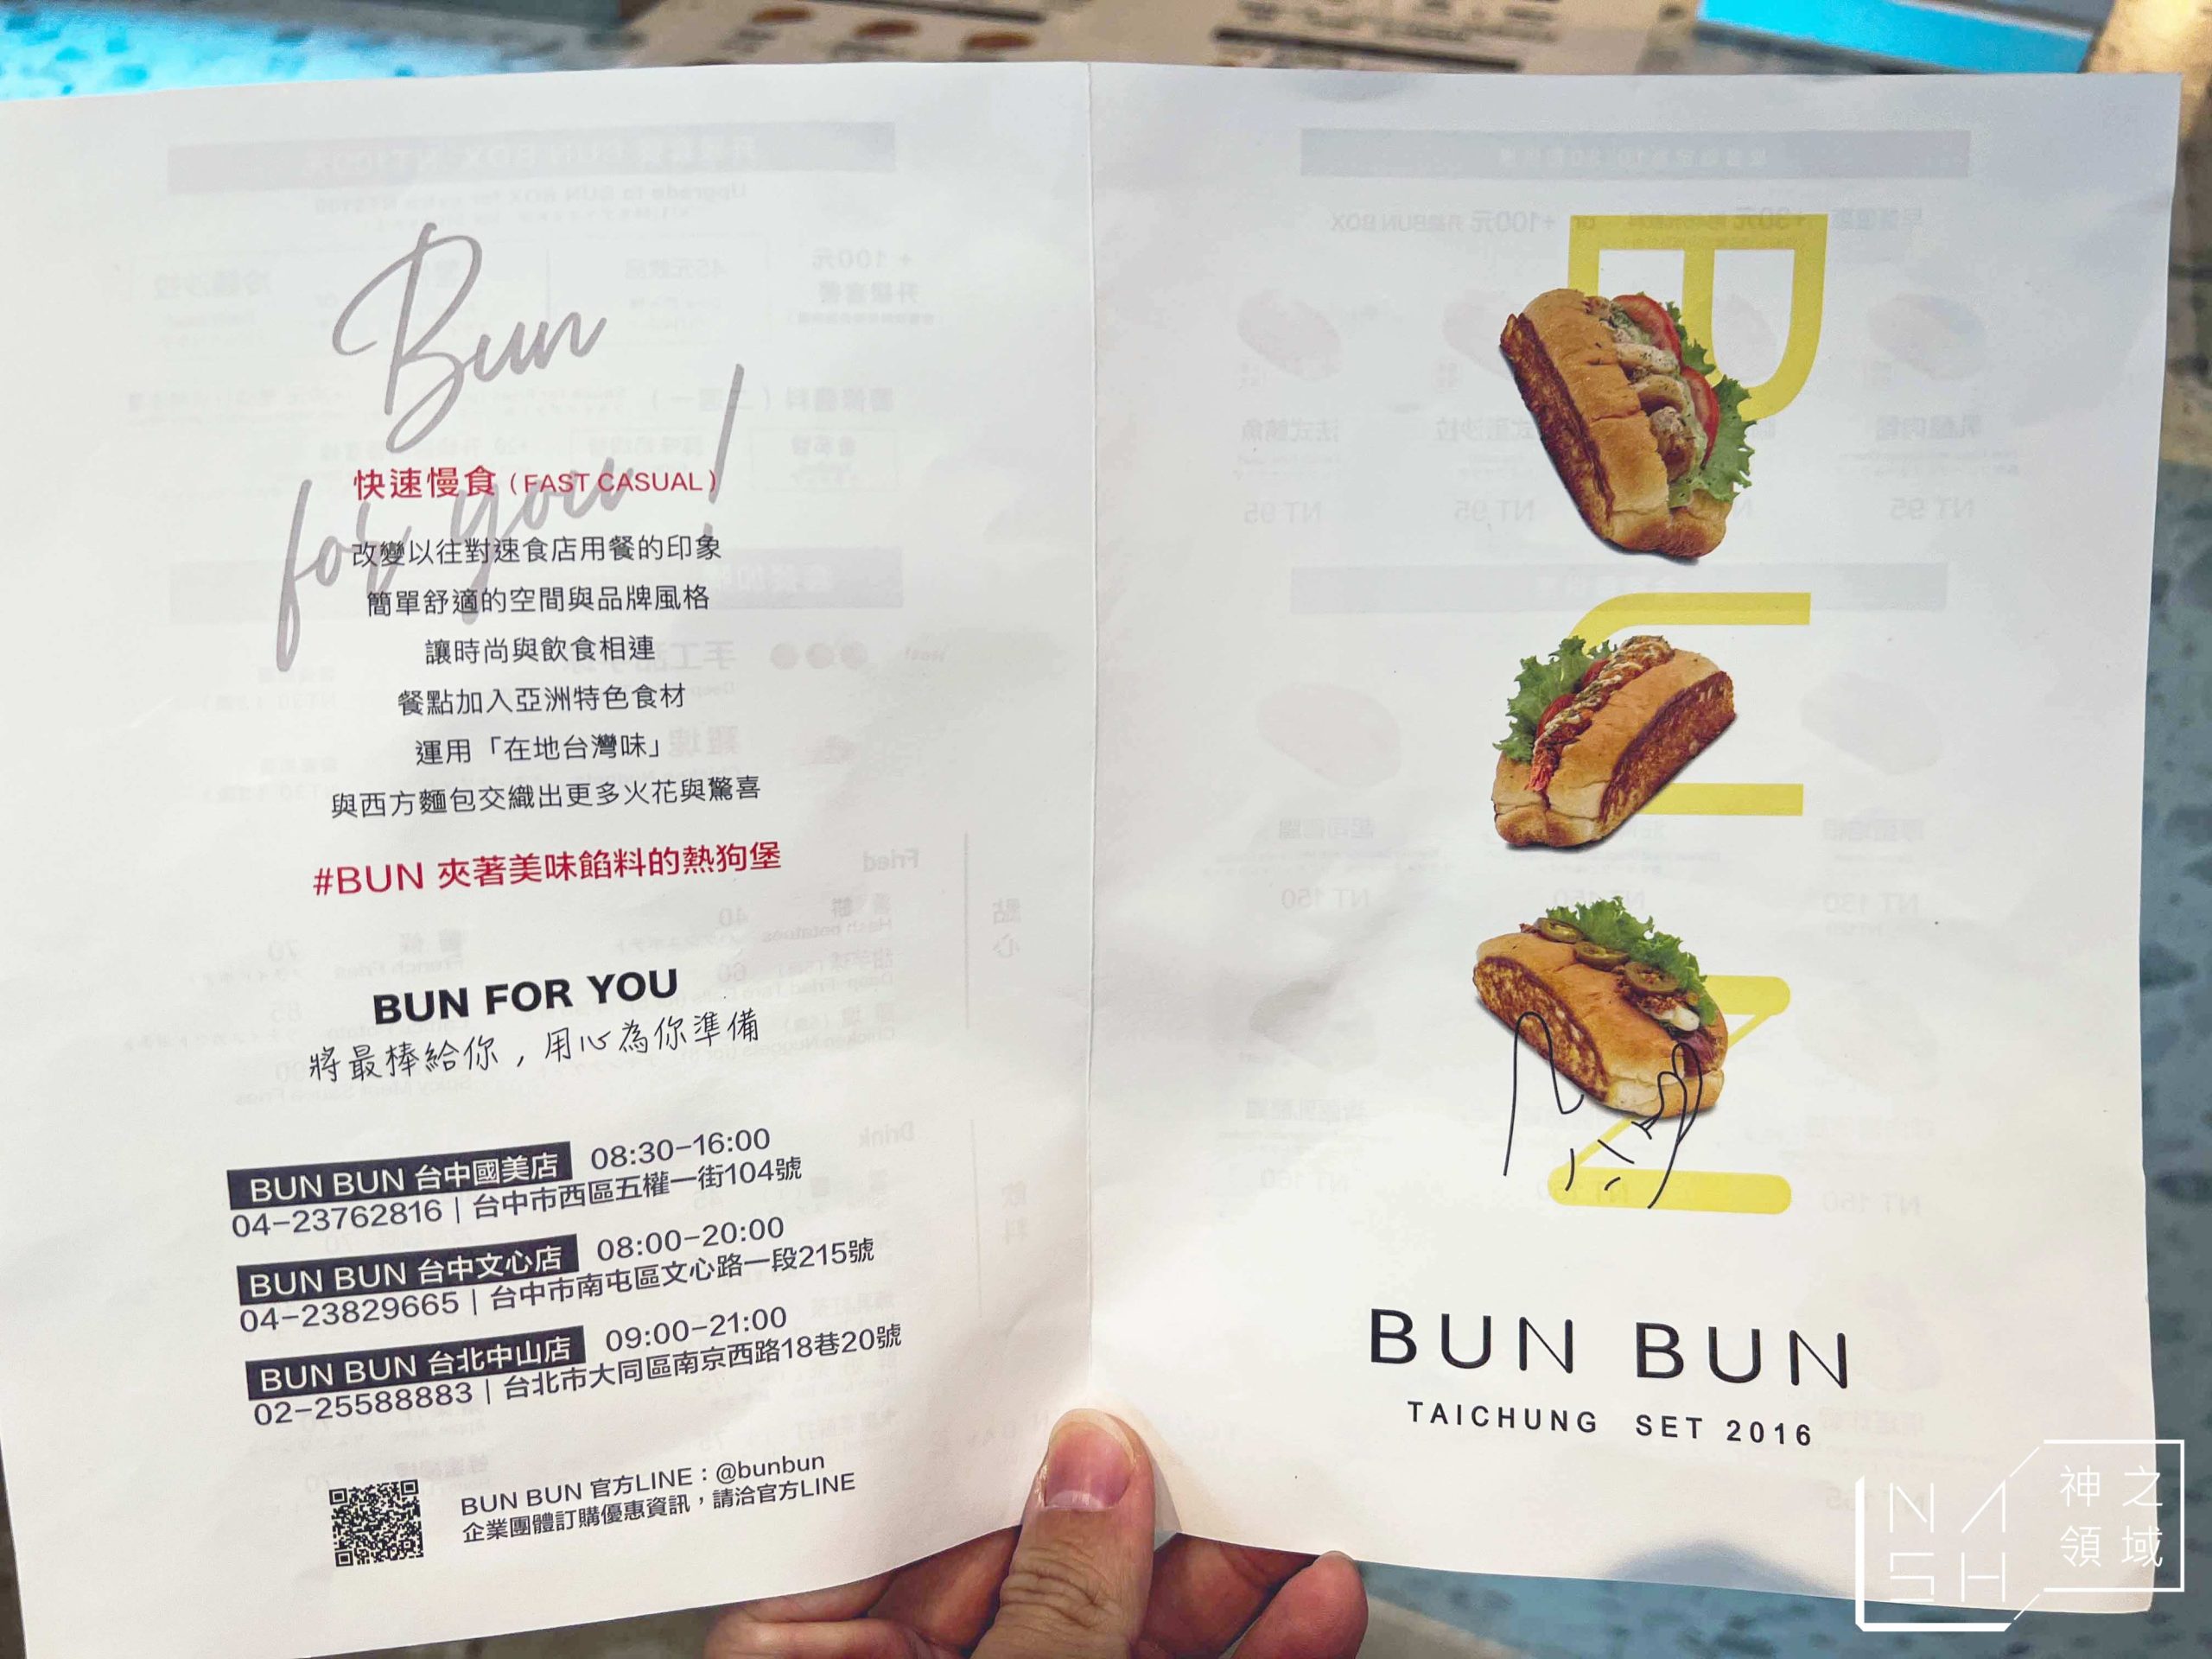 Bun
for you!
快速慢食（FAST CASUAL）
改變以往對速食店用餐的印象
簡單舒適的空間與品牌風格
讓時尚與飲食相連
餐點加入亞洲特色食材
運用「在地台灣味」
與西方麵包交織出更多火花與驚喜
#BUN 夾著美味餡料的熱狗堡
BUN FOR YOU
將最棒給你，用心為你準備
BUN BUN 台中國美店 08:30-16:00
04-23762816｜台中市西區五權一街104號
BUN BUN 台中文心店 08:00-20:00
04-23829665｜台中市南屯區文心路一段215號
BUN BUN 台北中山店 09:00-21:00
02-25588883｜台北市大同區南京西路18巷20號
BUN BUN 官方LINE：@bunbun
企業團體訂購優惠資訊，請洽官方LINE
BUN
BUN BUN
TAICHUNG SET 2016
NASH
神之
領域